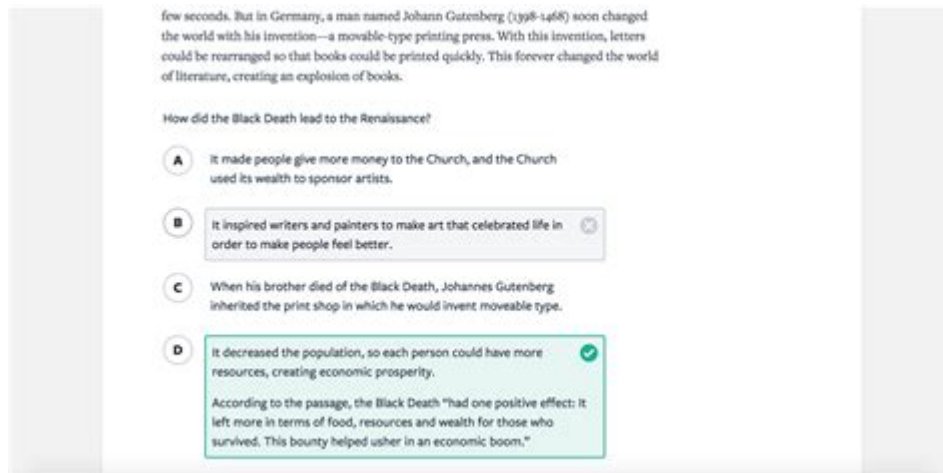 few seconds. But in Germany, a man named Johann Gutenberg (1398-1468) soon changed
the world with his invention—a movable-type printing press. With this invention, letters
could be rearranged so that books could be printed quickly. This forever changed the world
of literature, creating an explosion of books.
How did the Black Death lead to the Renaissance?
A It made people give more money to the Church, and the Church
used its wealth to sponsor artists.
B It inspired writers and painters to make art that celebrated life in
order to make people feel better.
C When his brother died of the Black Death, Johannes Gutenberg
inherited the print shop in which he would invent moveable type.
D It decreased the population, so each person could have more
resources, creating economic prosperity.
According to the passage, the Black Death "had one positive effect: it
left more in terms of food, resources and wealth for those who
survived. This bounty helped usher in an economic boom."